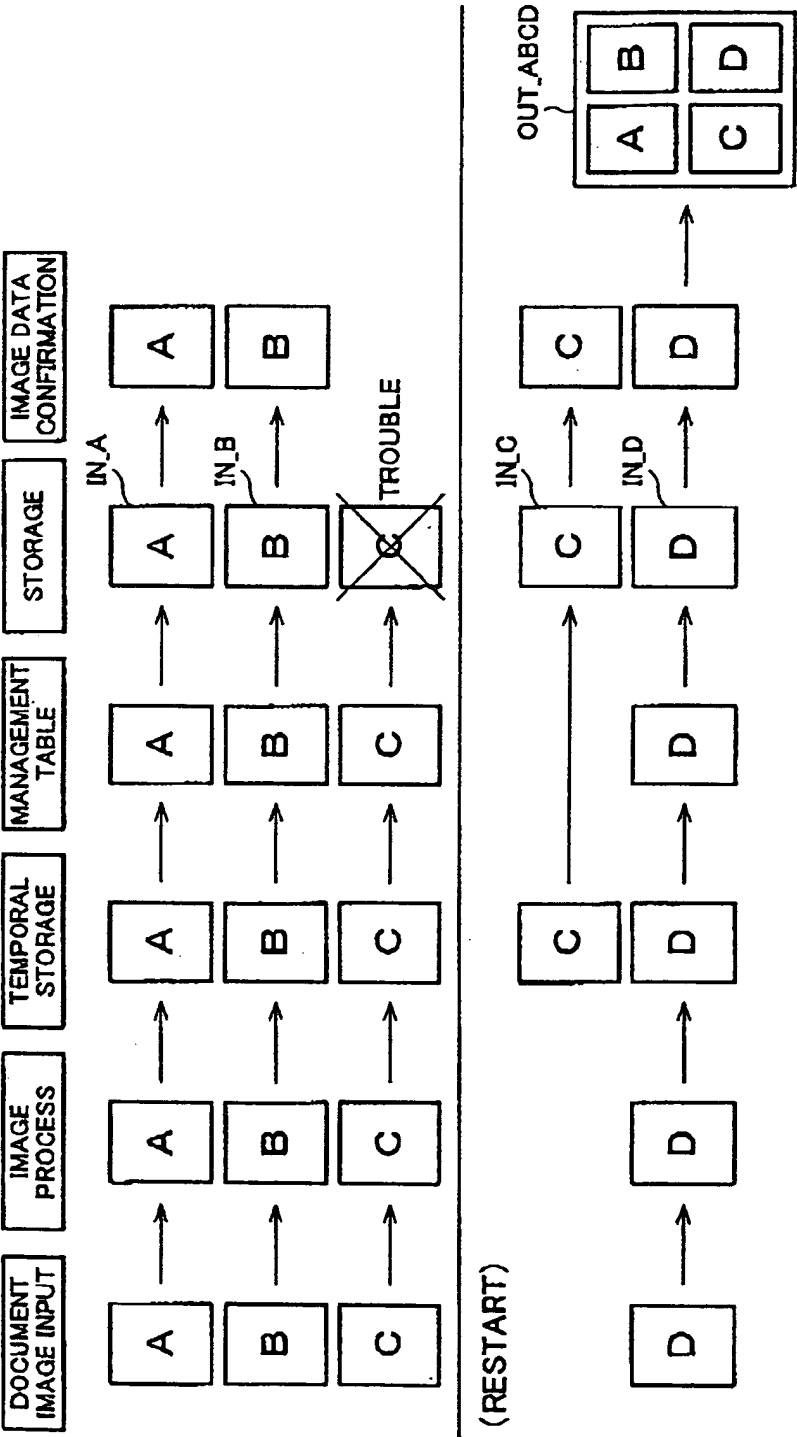 DOCUMENT
IMAGE INPUT
IMAGE
PROCESS
TEMPORAL
STORAGE
MANAGEMENT
TABLE
STORAGE
IMAGE DATA
CONFIRMATION
A
A
A
A
IN_A
A
A
B
B
B
B
IN_B
B
B
C
C
C
C
C
TROUBLE
(RESTART)
C
IN_C
C
C
D
D
D
D
IN_D
D
D
OUT_ABCD
A
B
C
D